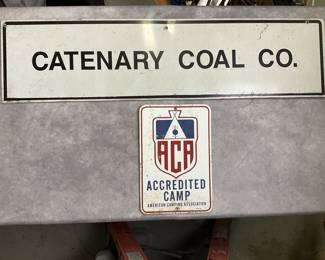 CATENARY COAL CO.
ACA
ACCREDITED
CAMP
AMERICAN CAMPING ASSOCIATION